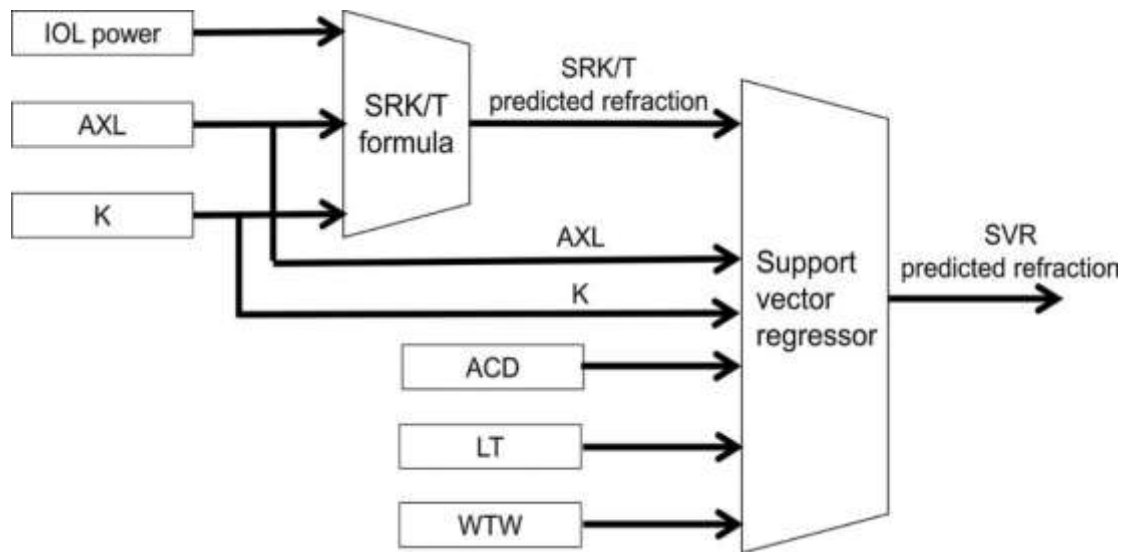 IOL power
AXL
K
SRK/T
formula
SRK/T
predicted refraction
AXL
K
ACD
LT
WTW
Support
vector
regressor
SVR
predicted refraction